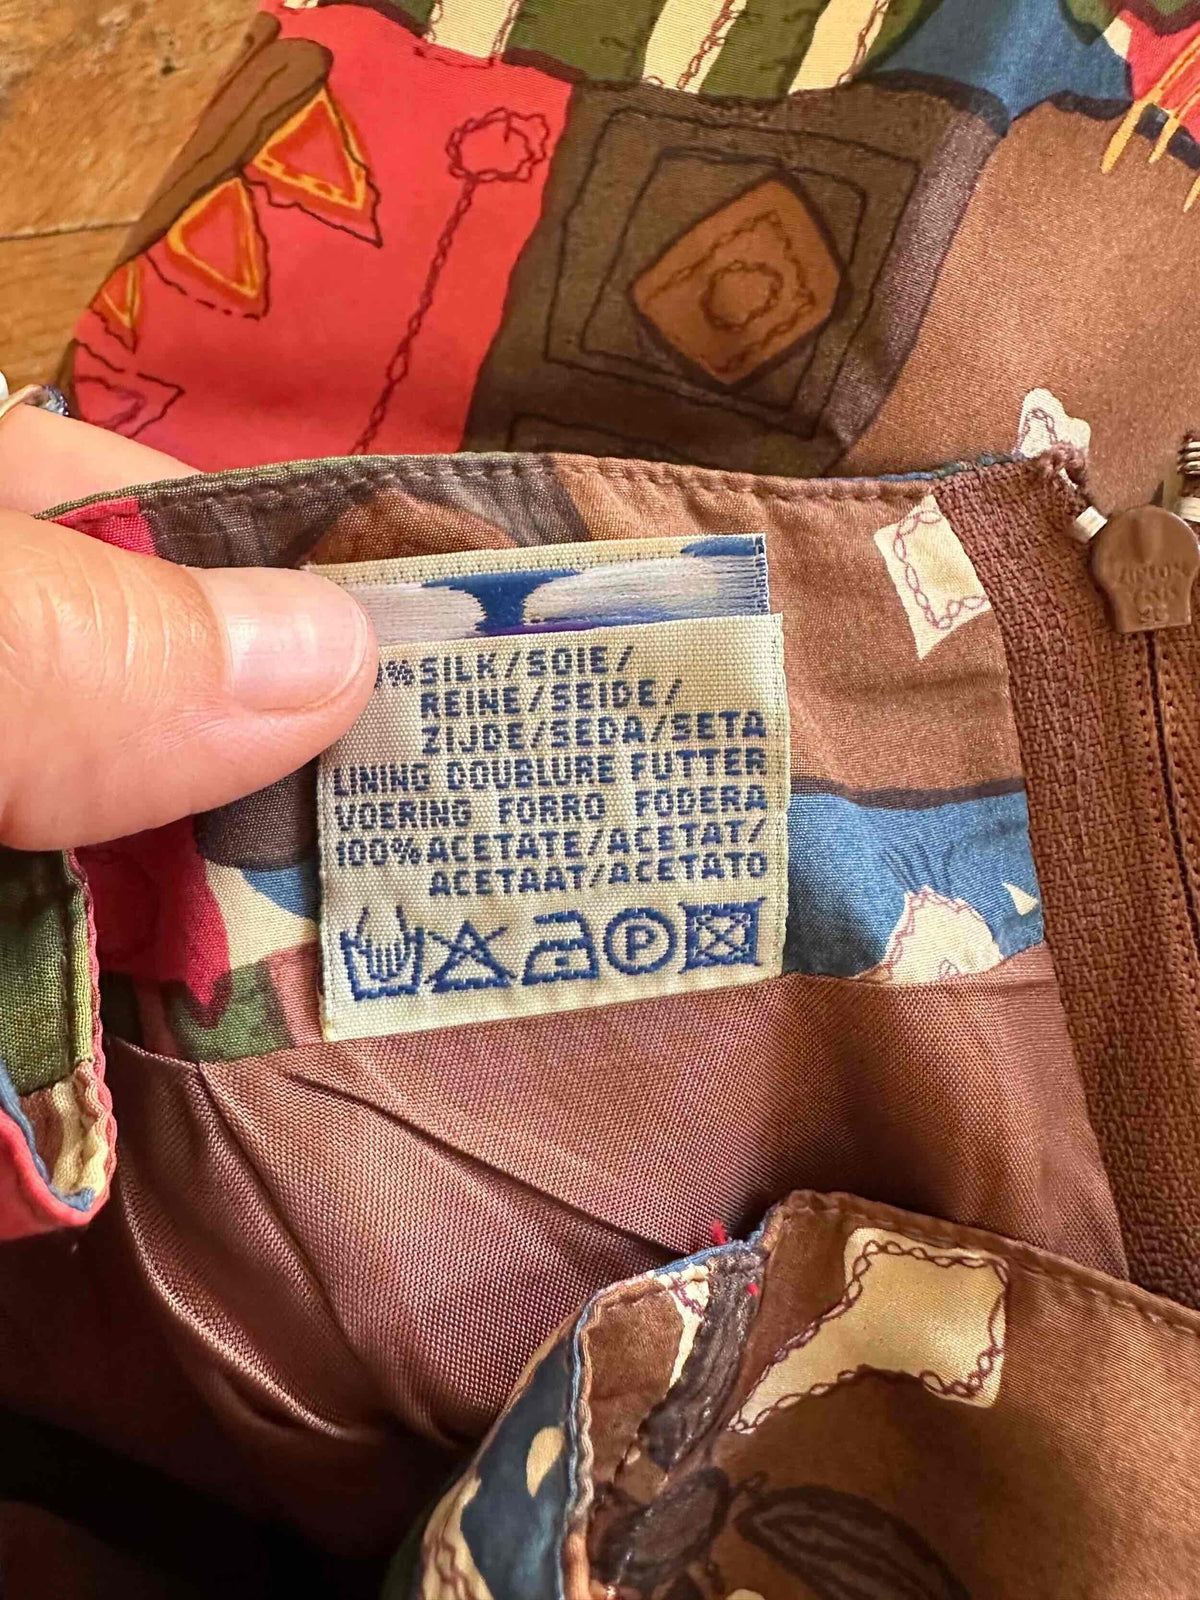 %SILK/SOIE/
REINE/SEIDE/
ZIJDE/SEDA/SETA
LINING DOUBLURE FUTTER
VOERING FORRO FODERA
100%ACETATE/ACETAT/
ACETAAT/ACETATO
P